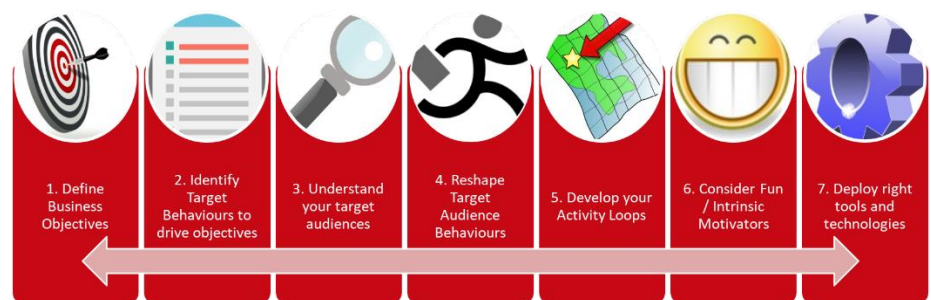 1. Define
Business
Objectives
2. Identify
Target
Behaviours to
drive objectives
3. Understand
your target
audiences
4. Reshape
Target
Audience
Behaviours
5. Develop your
Activity Loops
6. Consider Fun
/ Intrinsic
Motivators
7. Deploy right
tools and
technologies